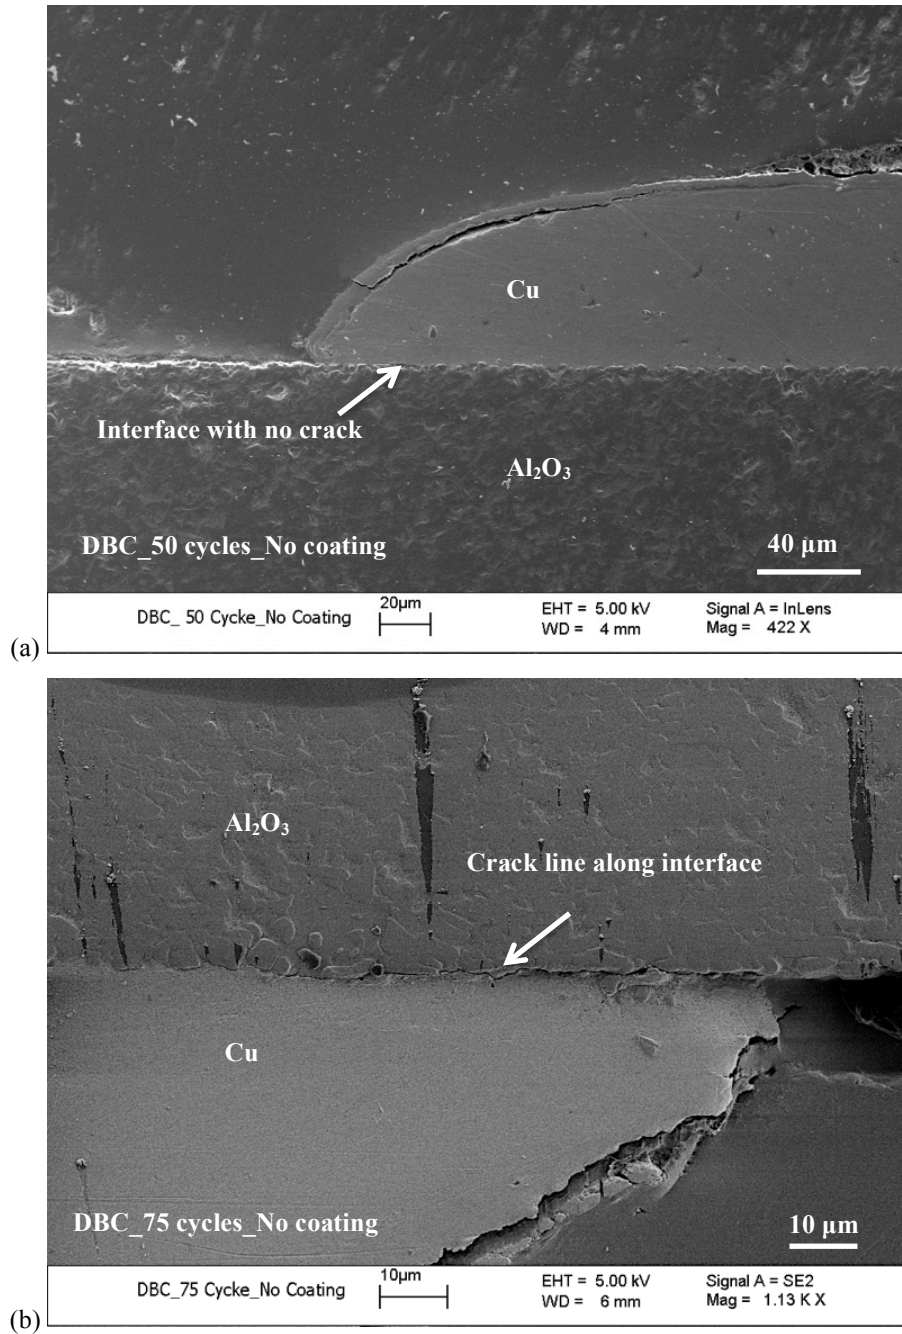 Cu
Interface with no crack
Al₂O₃
DBC_50 cycles_No coating
40 µm
DBC_ 50 Cycke_No Coating
20µm
EHT = 5.00 kV
WD = 4 mm
Signal A = InLens
Mag = 422 X
(a)
Al₂O₃
Crack line along interface
Cu
DBC_75 cycles_No coating
10 µm
DBC_75 Cycke_No Coating
10µm
EHT = 5.00 kV
WD = 6 mm
Signal A = SE2
Mag = 1.13 K X
(b)